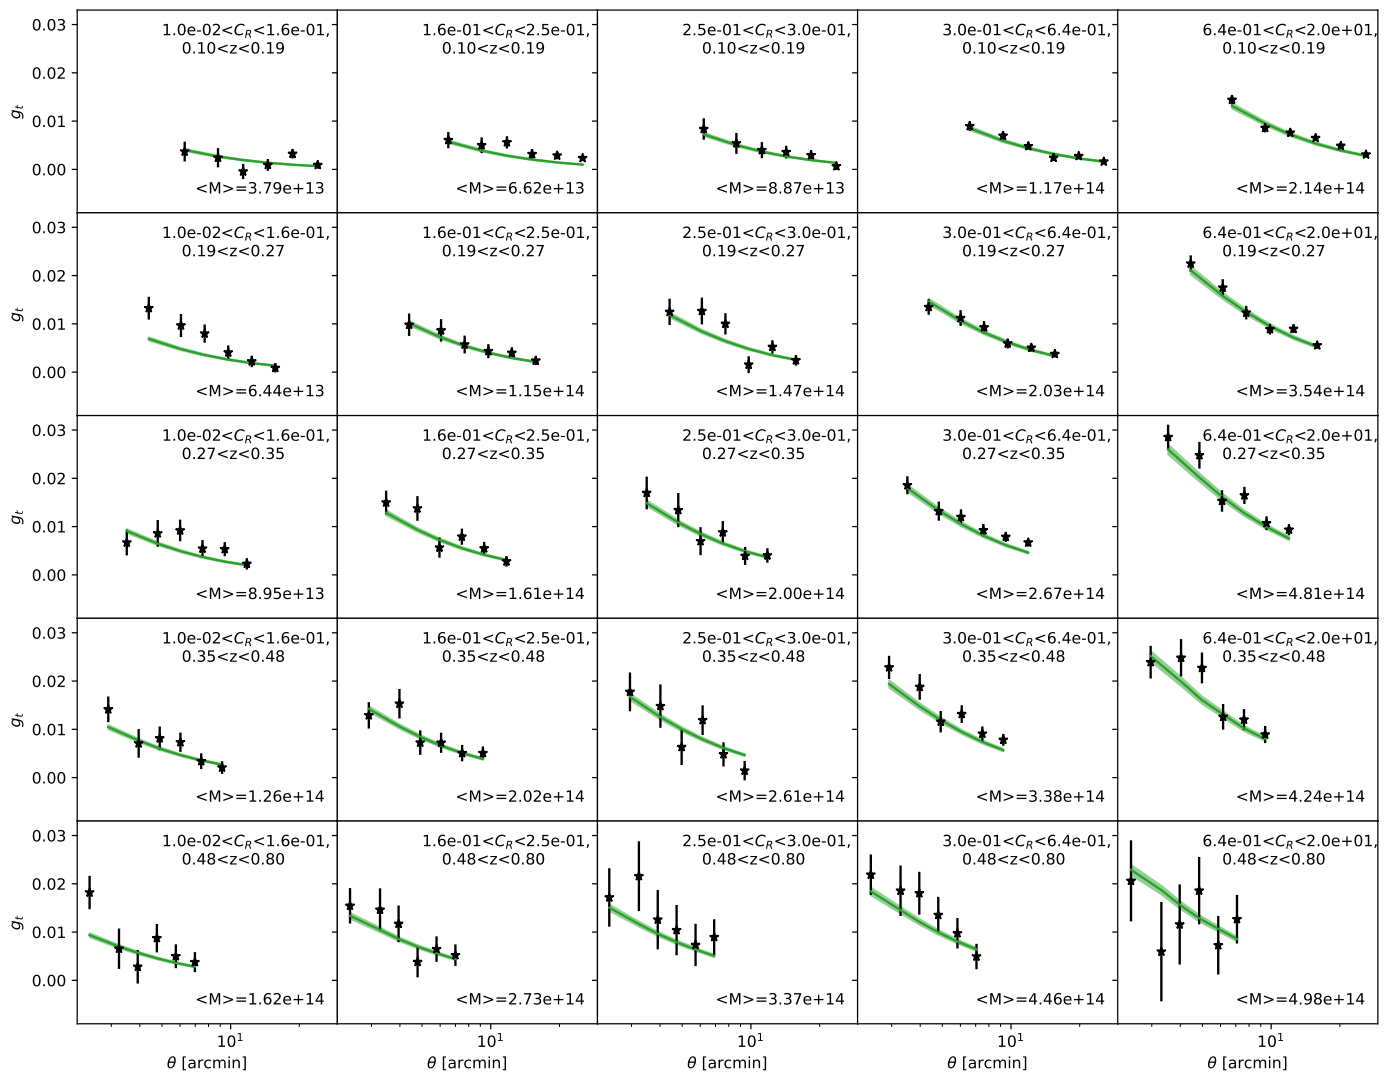 0.03
0.02
0.01
0.00
g_t
1.0e-02<C_R<1.6e-01,
0.10<z<0.19
<M>=3.79e+13
1.6e-01<C_R<2.5e-01,
0.10<z<0.19
<M>=6.62e+13
2.5e-01<C_R<3.0e-01,
0.10<z<0.19
<M>=8.87e+13
3.0e-01<C_R<6.4e-01,
0.10<z<0.19
<M>=1.17e+14
6.4e-01<C_R<2.0e+01,
0.10<z<0.19
<M>=2.14e+14
0.03
0.02
0.01
0.00
g_t
1.0e-02<C_R<1.6e-01,
0.19<z<0.27
<M>=6.44e+13
1.6e-01<C_R<2.5e-01,
0.19<z<0.27
<M>=1.15e+14
2.5e-01<C_R<3.0e-01,
0.19<z<0.27
<M>=1.47e+14
3.0e-01<C_R<6.4e-01,
0.19<z<0.27
<M>=2.03e+14
6.4e-01<C_R<2.0e+01,
0.19<z<0.27
<M>=3.54e+14
0.03
0.02
0.01
0.00
g_t
1.0e-02<C_R<1.6e-01,
0.27<z<0.35
<M>=8.95e+13
1.6e-01<C_R<2.5e-01,
0.27<z<0.35
<M>=1.61e+14
2.5e-01<C_R<3.0e-01,
0.27<z<0.35
<M>=2.00e+14
3.0e-01<C_R<6.4e-01,
0.27<z<0.35
<M>=2.67e+14
6.4e-01<C_R<2.0e+01,
0.27<z<0.35
<M>=4.81e+14
0.03
0.02
0.01
0.00
g_t
1.0e-02<C_R<1.6e-01,
0.35<z<0.48
<M>=1.26e+14
1.6e-01<C_R<2.5e-01,
0.35<z<0.48
<M>=2.02e+14
2.5e-01<C_R<3.0e-01,
0.35<z<0.48
<M>=2.61e+14
3.0e-01<C_R<6.4e-01,
0.35<z<0.48
<M>=3.38e+14
6.4e-01<C_R<2.0e+01,
0.35<z<0.48
<M>=4.24e+14
0.03
0.02
0.01
0.00
g_t
1.0e-02<C_R<1.6e-01,
0.48<z<0.80
<M>=1.62e+14
1.6e-01<C_R<2.5e-01,
0.48<z<0.80
<M>=2.73e+14
2.5e-01<C_R<3.0e-01,
0.48<z<0.80
<M>=3.37e+14
3.0e-01<C_R<6.4e-01,
0.48<z<0.80
<M>=4.46e+14
6.4e-01<C_R<2.0e+01,
0.48<z<0.80
<M>=4.98e+14
10^1
θ [arcmin]
10^1
θ [arcmin]
10^1
θ [arcmin]
10^1
θ [arcmin]
10^1
θ [arcmin]